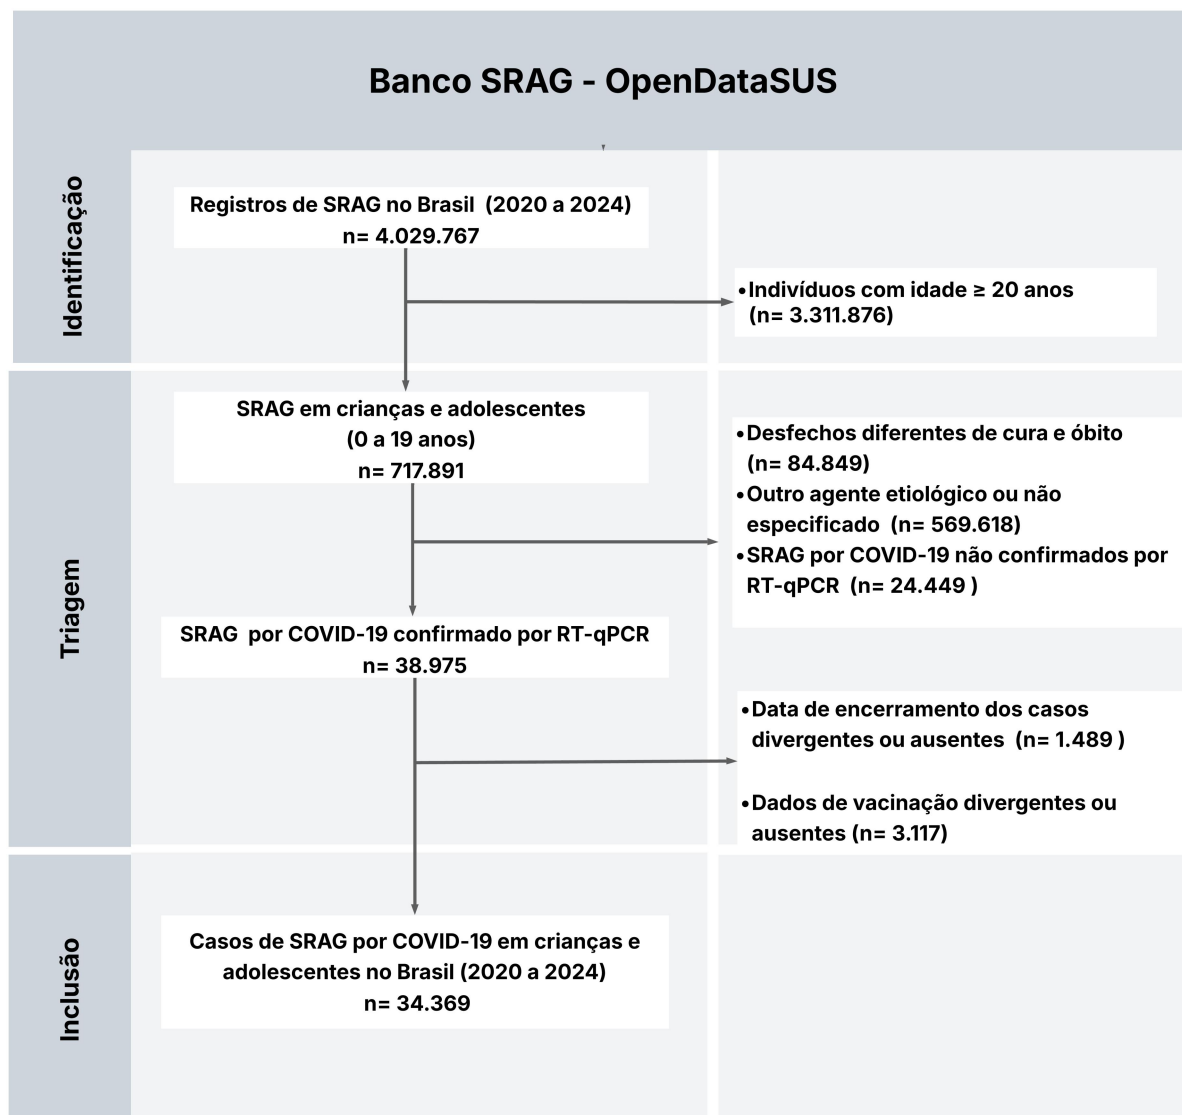 Banco SRAG - OpenDataSUS
Identificação
Registros de SRAG no Brasil (2020 a 2024)
n= 4.029.767
•Indivíduos com idade ≥ 20 anos
(n= 3.311.876)
Triagem
SRAG em crianças e adolescentes
(0 a 19 anos)
n= 717.891
•Desfechos diferentes de cura e óbito
(n= 84.849)
•Outro agente etiológico ou não
especificado (n= 569.618)
•SRAG por COVID-19 não confirmados por
RT-qPCR (n= 24.449 )
SRAG por COVID-19 confirmado por RT-qPCR
n= 38.975
•Data de encerramento dos casos
divergentes ou ausentes (n= 1.489 )
•Dados de vacinação divergentes ou
ausentes (n= 3.117)
Inclusão
Casos de SRAG por COVID-19 em crianças e
adolescentes no Brasil (2020 a 2024)
n= 34.369